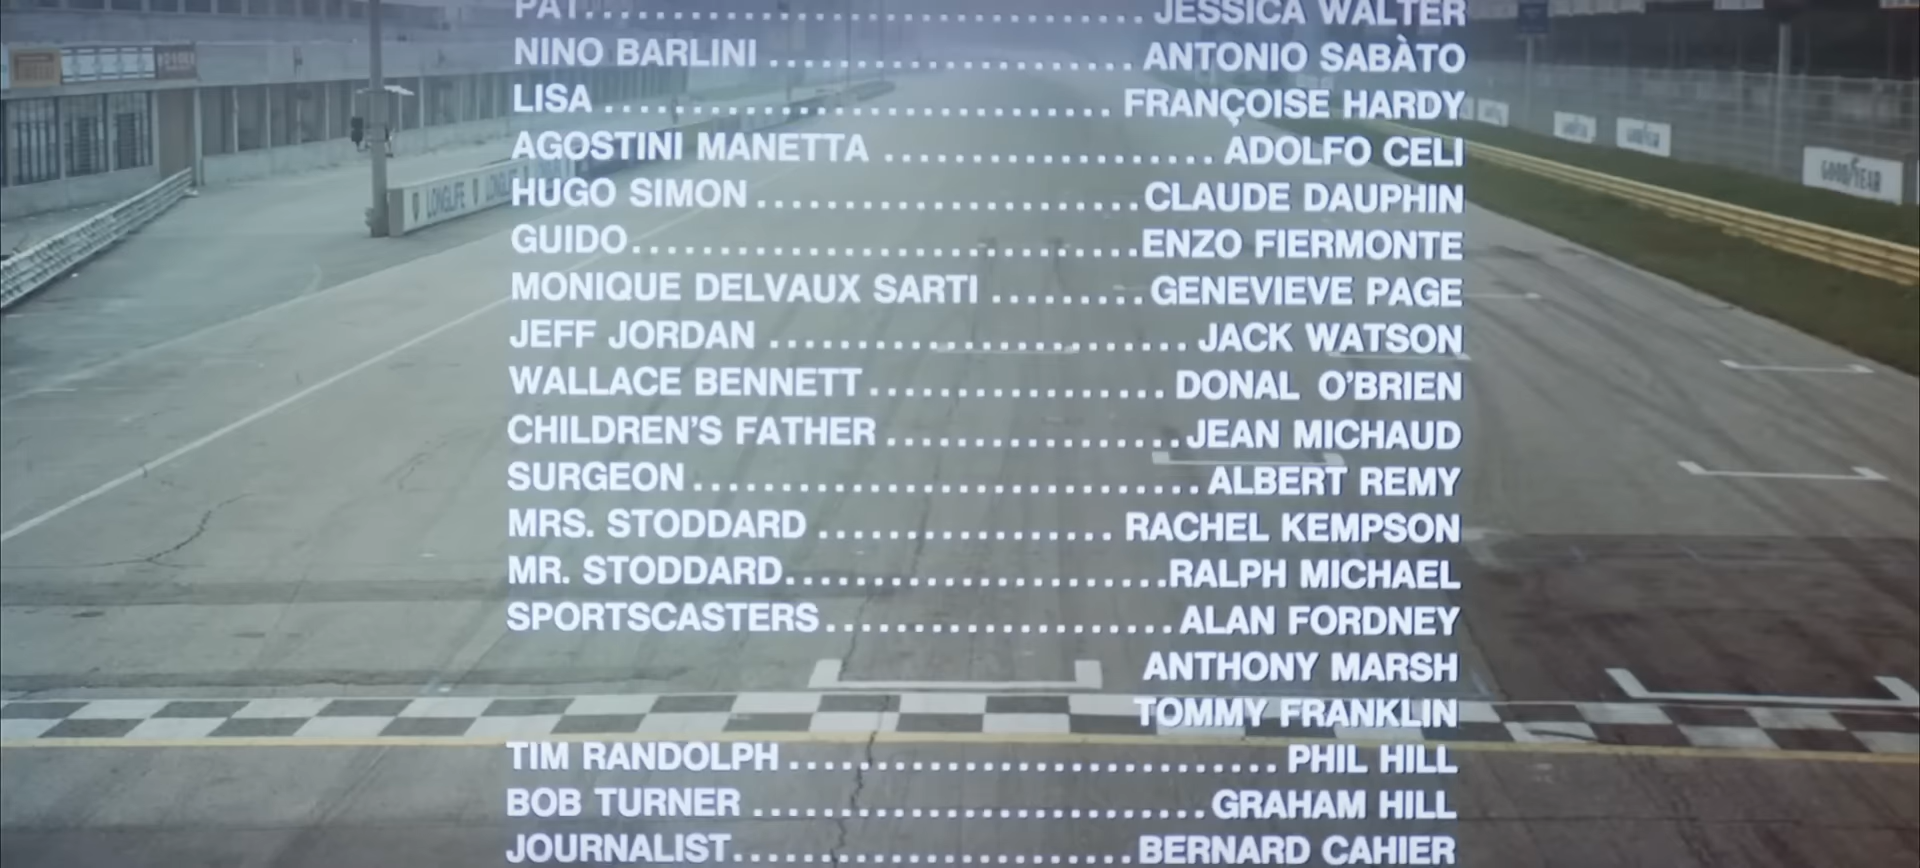 PAT............................... JESSICA WALTER
NINO BARLINI ..................... ANTONIO SABÀTO
LISA ............................. FRANÇOISE HARDY
AGOSTINI MANETTA ................... ADOLFO CELI
HUGO SIMON ...................... CLAUDE DAUPHIN
GUIDO............................. ENZO FIERMONTE
MONIQUE DELVAUX SARTI ......... GENEVIEVE PAGE
JEFF JORDAN ........................ JACK WATSON
WALLACE BENNETT................. DONAL O'BRIEN
CHILDREN'S FATHER ................. JEAN MICHAUD
SURGEON ............................. ALBERT REMY
MRS. STODDARD ................. RACHEL KEMPSON
MR. STODDARD...................... RALPH MICHAEL
SPORTSCASTERS .................... ALAN FORDNEY
ANTHONY MARSH
TOMMY FRANKLIN
TIM RANDOLPH ............................ PHIL HILL
BOB TURNER .......................... GRAHAM HILL
JOURNALIST....................... BERNARD CAHIER
LONGLIFE LONGLIFE
GOODYEAR
GOODYEAR
GOODYEAR